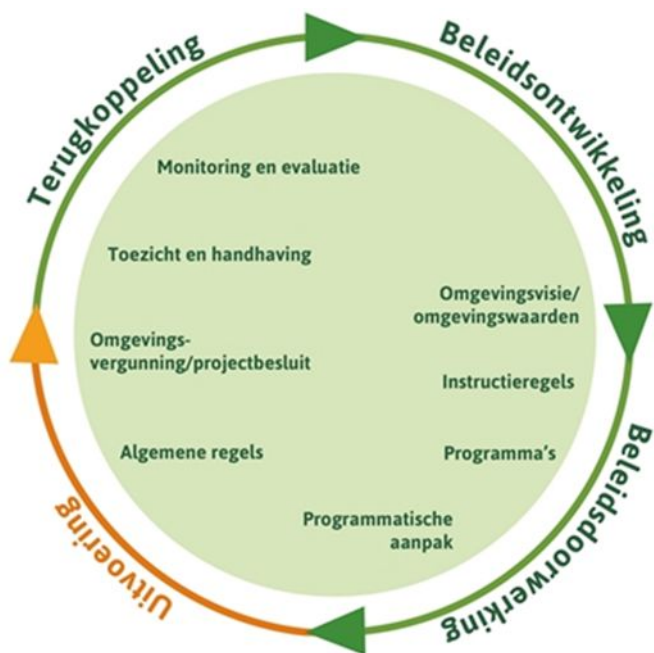 Terugkoppeling
Beleidsontwikkeling
Monitoring en evaluatie
Toezicht en handhaving
Omgevingsvisie/
omgevingswaarden
Omgevings-
vergunning/projectbesluit
Instructieregels
Algemene regels
Programma's
Programmatische
aanpak
Uitvoering
Beleidsdoorwerking